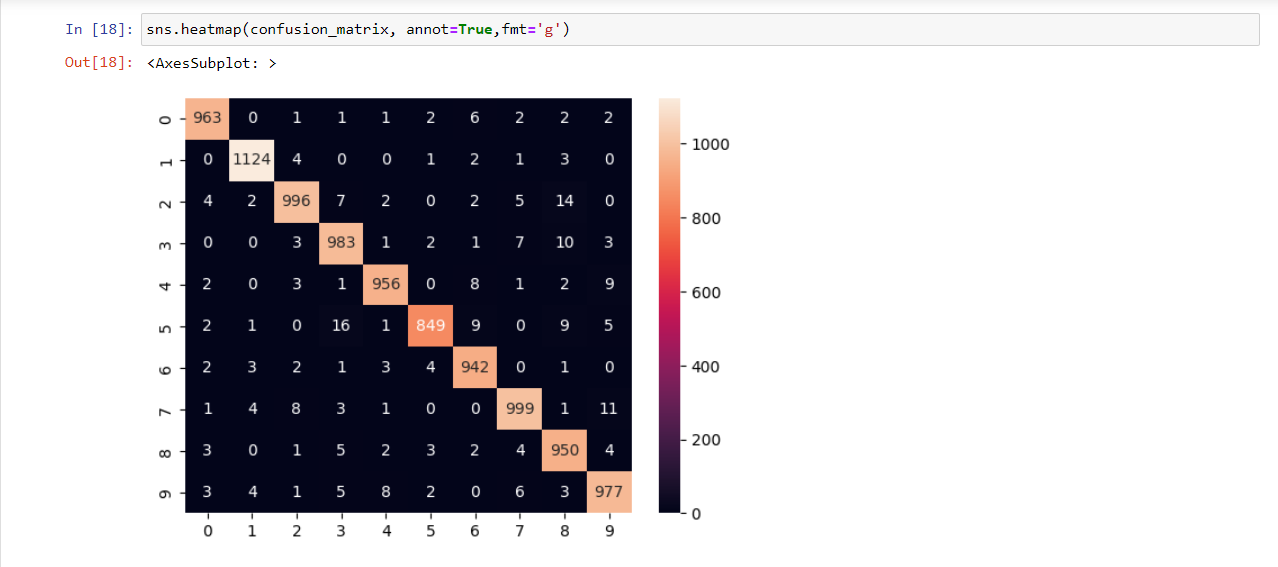 In [18]: sns.heatmap(confusion_matrix, annot=True,fmt='g')
Out[18]: <AxesSubplot: >
0 963 0 1 1 1 2 6 2 2 2
1 0 1124 4 0 0 1 2 1 3 0 1000
2 4 2 996 7 2 0 2 5 14 0 800
3 0 0 3 983 1 2 1 7 10 3
4 2 0 3 1 956 0 8 1 2 9 600
5 2 1 0 16 1 849 9 0 9 5
6 2 3 2 1 3 4 942 0 1 0 400
7 1 4 8 3 1 0 0 999 1 11
8 3 0 1 5 2 3 2 4 950 4 200
9 3 4 1 5 8 2 0 6 3 977 0
0 1 2 3 4 5 6 7 8 9